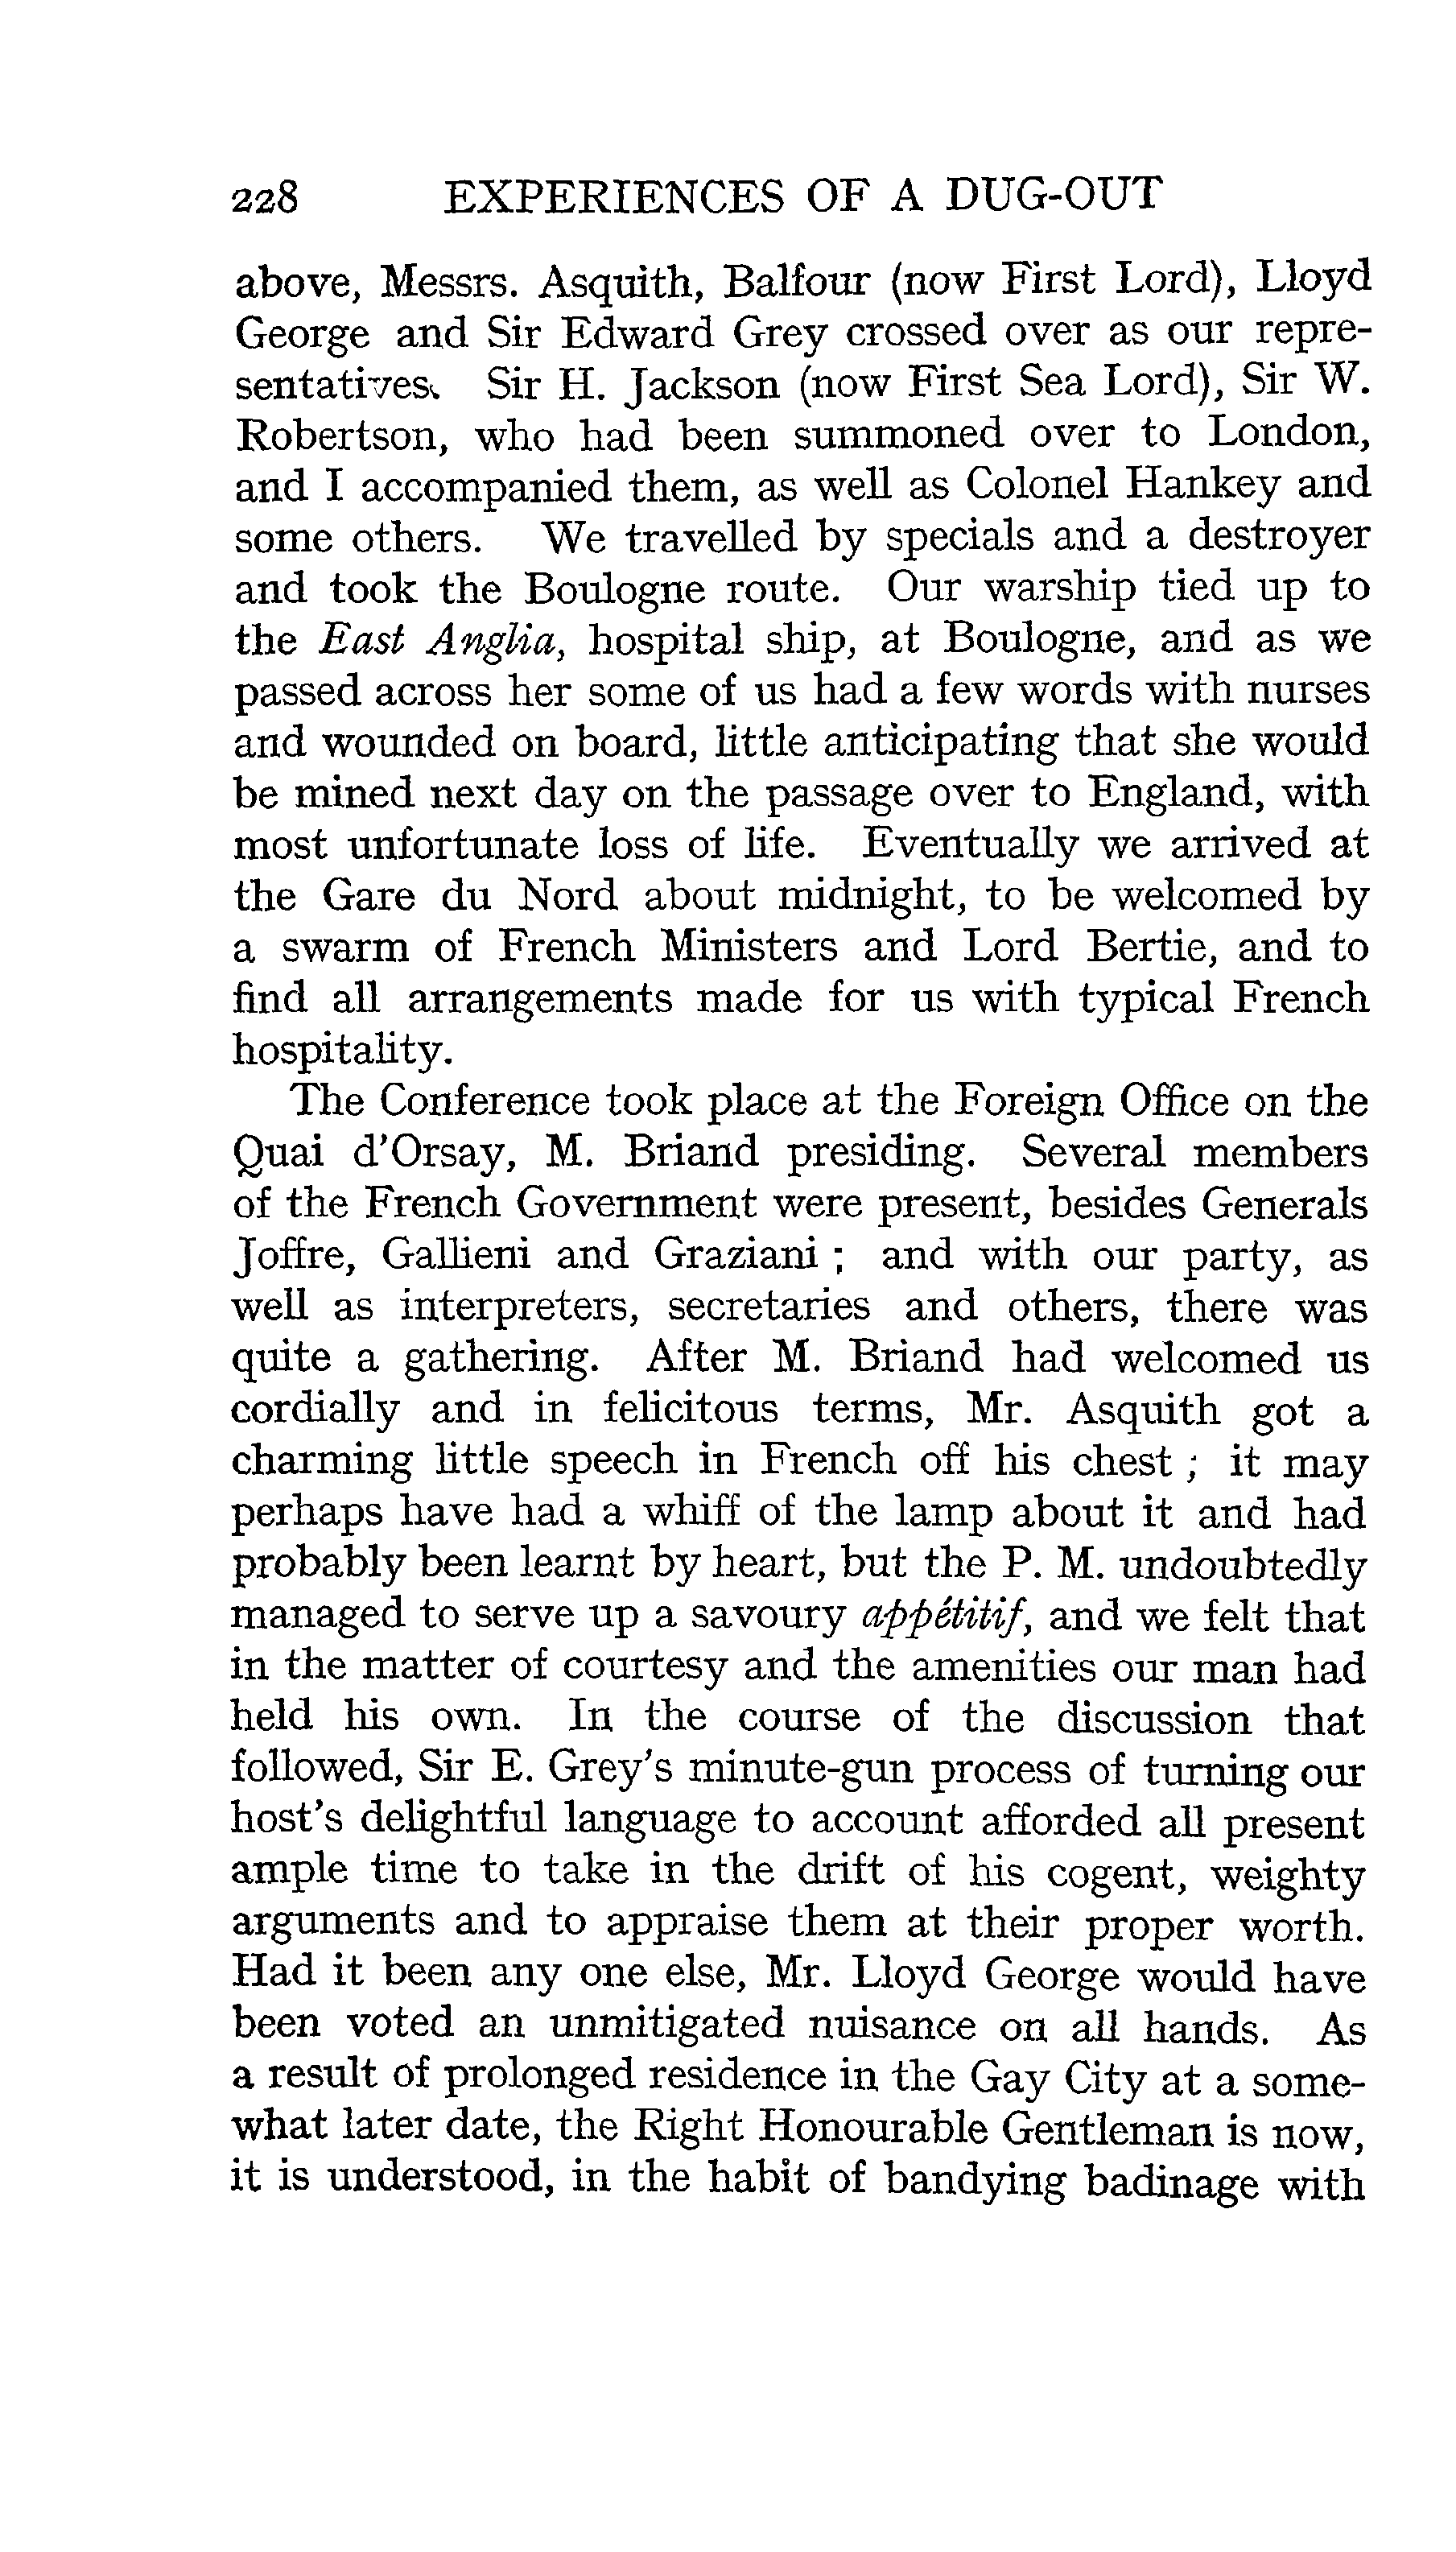 228 EXPERIENCES OF A DUG-OUT
above, Messrs. Asquith, Balfour (now First Lord), Lloyd
George and Sir Edward Grey crossed over as our repre-
sentatives. Sir H. Jackson (now First Sea Lord), Sir W.
Robertson, who had been summoned over to London,
and I accompanied them, as well as Colonel Hankey and
some others. We travelled by specials and a destroyer
and took the Boulogne route. Our warship tied up to
the East Anglia, hospital ship, at Boulogne, and as we
passed across her some of us had a few words with nurses
and wounded on board, little anticipating that she would
be mined next day on the passage over to England, with
most unfortunate loss of life. Eventually we arrived at
the Gare du Nord about midnight, to be welcomed by
a swarm of French Ministers and Lord Bertie, and to
find all arrangements made for us with typical French
hospitality.
The Conference took place at the Foreign Office on the
Quai d'Orsay, M. Briand presiding. Several members
of the French Government were present, besides Generals
Joffre, Gallieni and Graziani ; and with our party, as
well as interpreters, secretaries and others, there was
quite a gathering. After M. Briand had welcomed us
cordially and in felicitous terms, Mr. Asquith got a
charming little speech in French off his chest ; it may
perhaps have had a whiff of the lamp about it and had
probably been learnt by heart, but the P. M. undoubtedly
managed to serve up a savoury appétitif, and we felt that
in the matter of courtesy and the amenities our man had
held his own. In the course of the discussion that
followed, Sir E. Grey's minute-gun process of turning our
host's delightful language to account afforded all present
ample time to take in the drift of his cogent, weighty
arguments and to appraise them at their proper worth.
Had it been any one else, Mr. Lloyd George would have
been voted an unmitigated nuisance on all hands. As
a result of prolonged residence in the Gay City at a some-
what later date, the Right Honourable Gentleman is now,
it is understood, in the habit of bandying badinage with